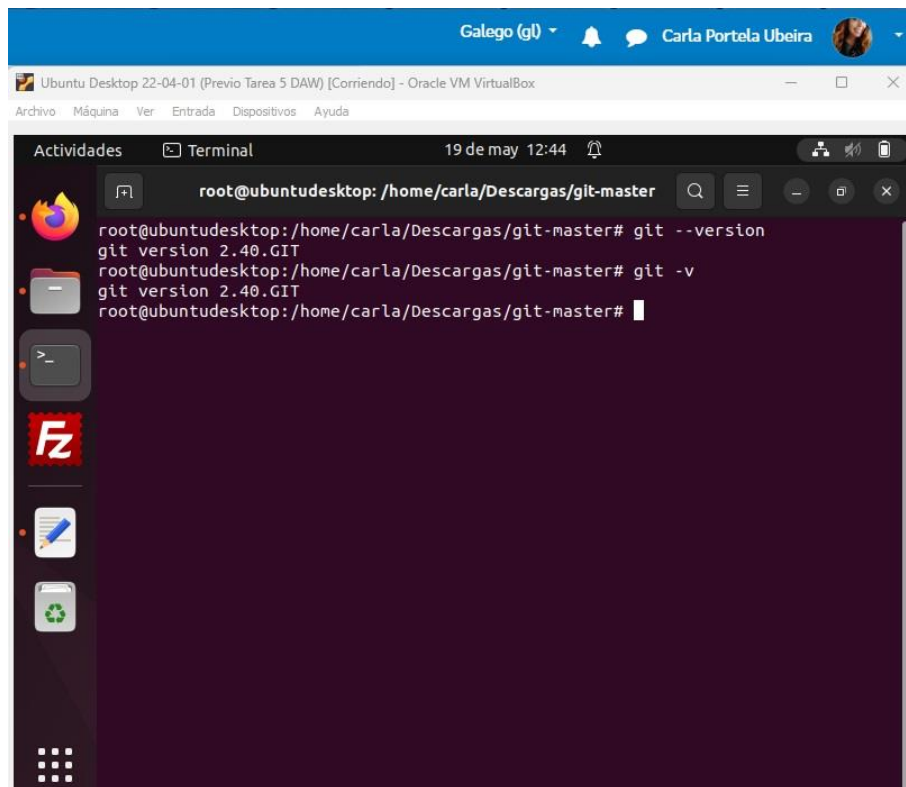 Galego (gl)
Carla Portela Ubeira
Ubuntu Desktop 22-04-01 (Previo Tarea 5 DAW) [Corriendo] - Oracle VM VirtualBox
Archivo Máquina Ver Entrada Dispositivos Ayuda
Actividades Terminal 19 de may 12:44
root@ubuntudesktop: /home/carla/Descargas/git-master
root@ubuntudesktop:/home/carla/Descargas/git-master# git --version
git version 2.40.GIT
root@ubuntudesktop:/home/carla/Descargas/git-master# git -v
git version 2.40.GIT
root@ubuntudesktop:/home/carla/Descargas/git-master#
>_
Fz